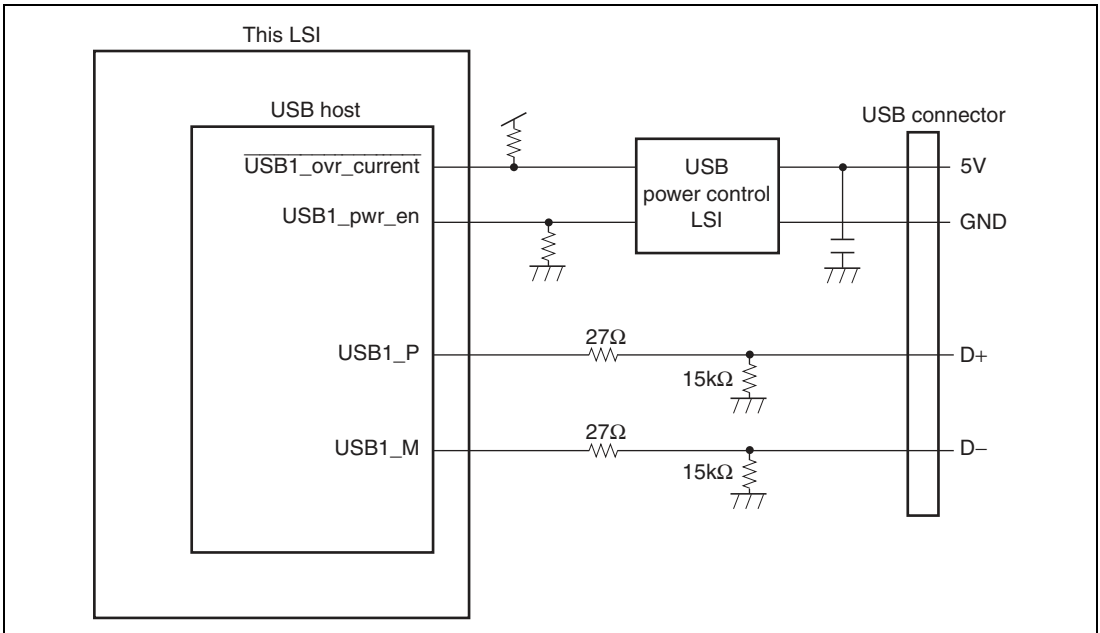 This LSI
USB host
USB connector
USB1_ovr_current
USB
power control
LSI
5V
USB1_pwr_en
GND
27Ω
USB1_P
D+
15kΩ
27Ω
USB1_M
D−
15kΩ